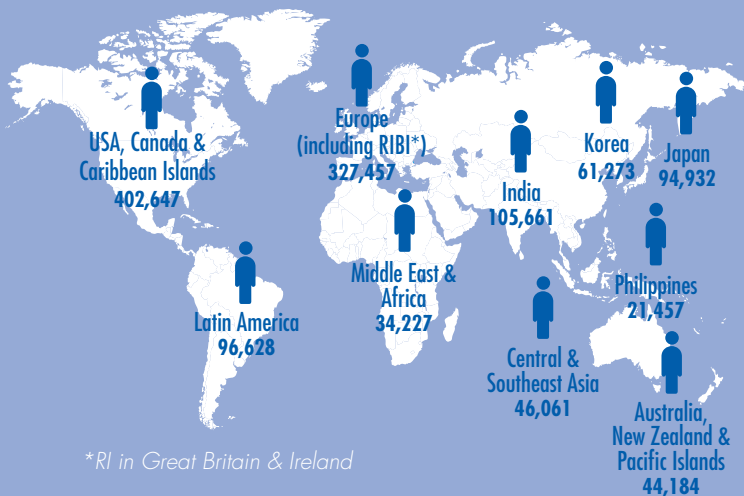 USA, Canada &
Caribbean Islands
402,647
Europe
(including RIBI*)
327,457
India
105,661
Korea
61,273
Japan
94,932
Latin America
96,628
Middle East &
Africa
34,227
Philippines
21,457
Central &
Southeast Asia
46,061
Australia,
New Zealand &
Pacific Islands
44,184
*RI in Great Britain & Ireland